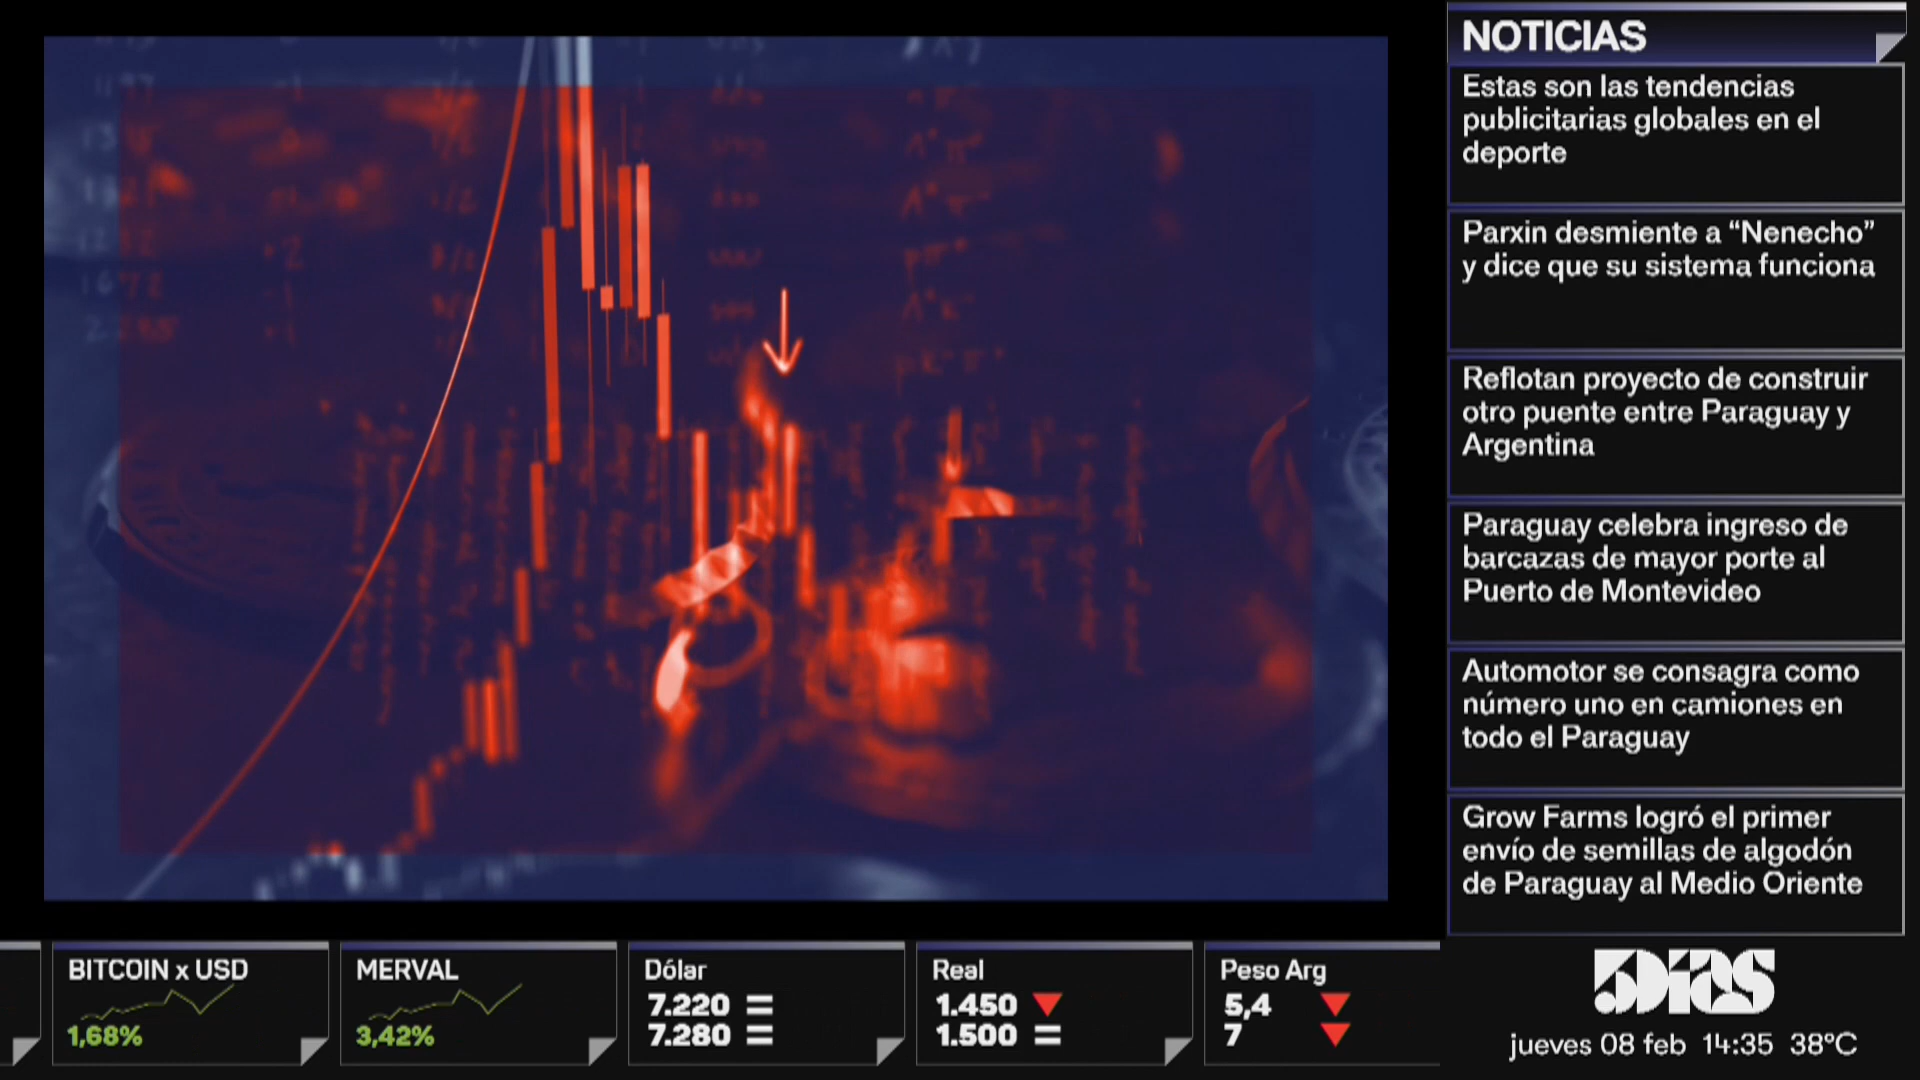 NOTICIAS
Estas son las tendencias
publicitarias globales en el
deporte
Parxin desmiente a “Nenecho”
y dice que su sistema funciona
Reflotan proyecto de construir
otro puente entre Paraguay y
Argentina
Paraguay celebra ingreso de
barcazas de mayor porte al
Puerto de Montevideo
Automotor se consagra como
número uno en camiones en
todo el Paraguay
Grow Farms logró el primer
envío de semillas de algodón
de Paraguay al Medio Oriente
BITCOIN x USD
1,68%
MERVAL
3,42%
Dólar
7.220
7.280
Real
1.450
1.500
Peso Arg
5,4
7
5DIAS
jueves 08 feb 14:35 38°C